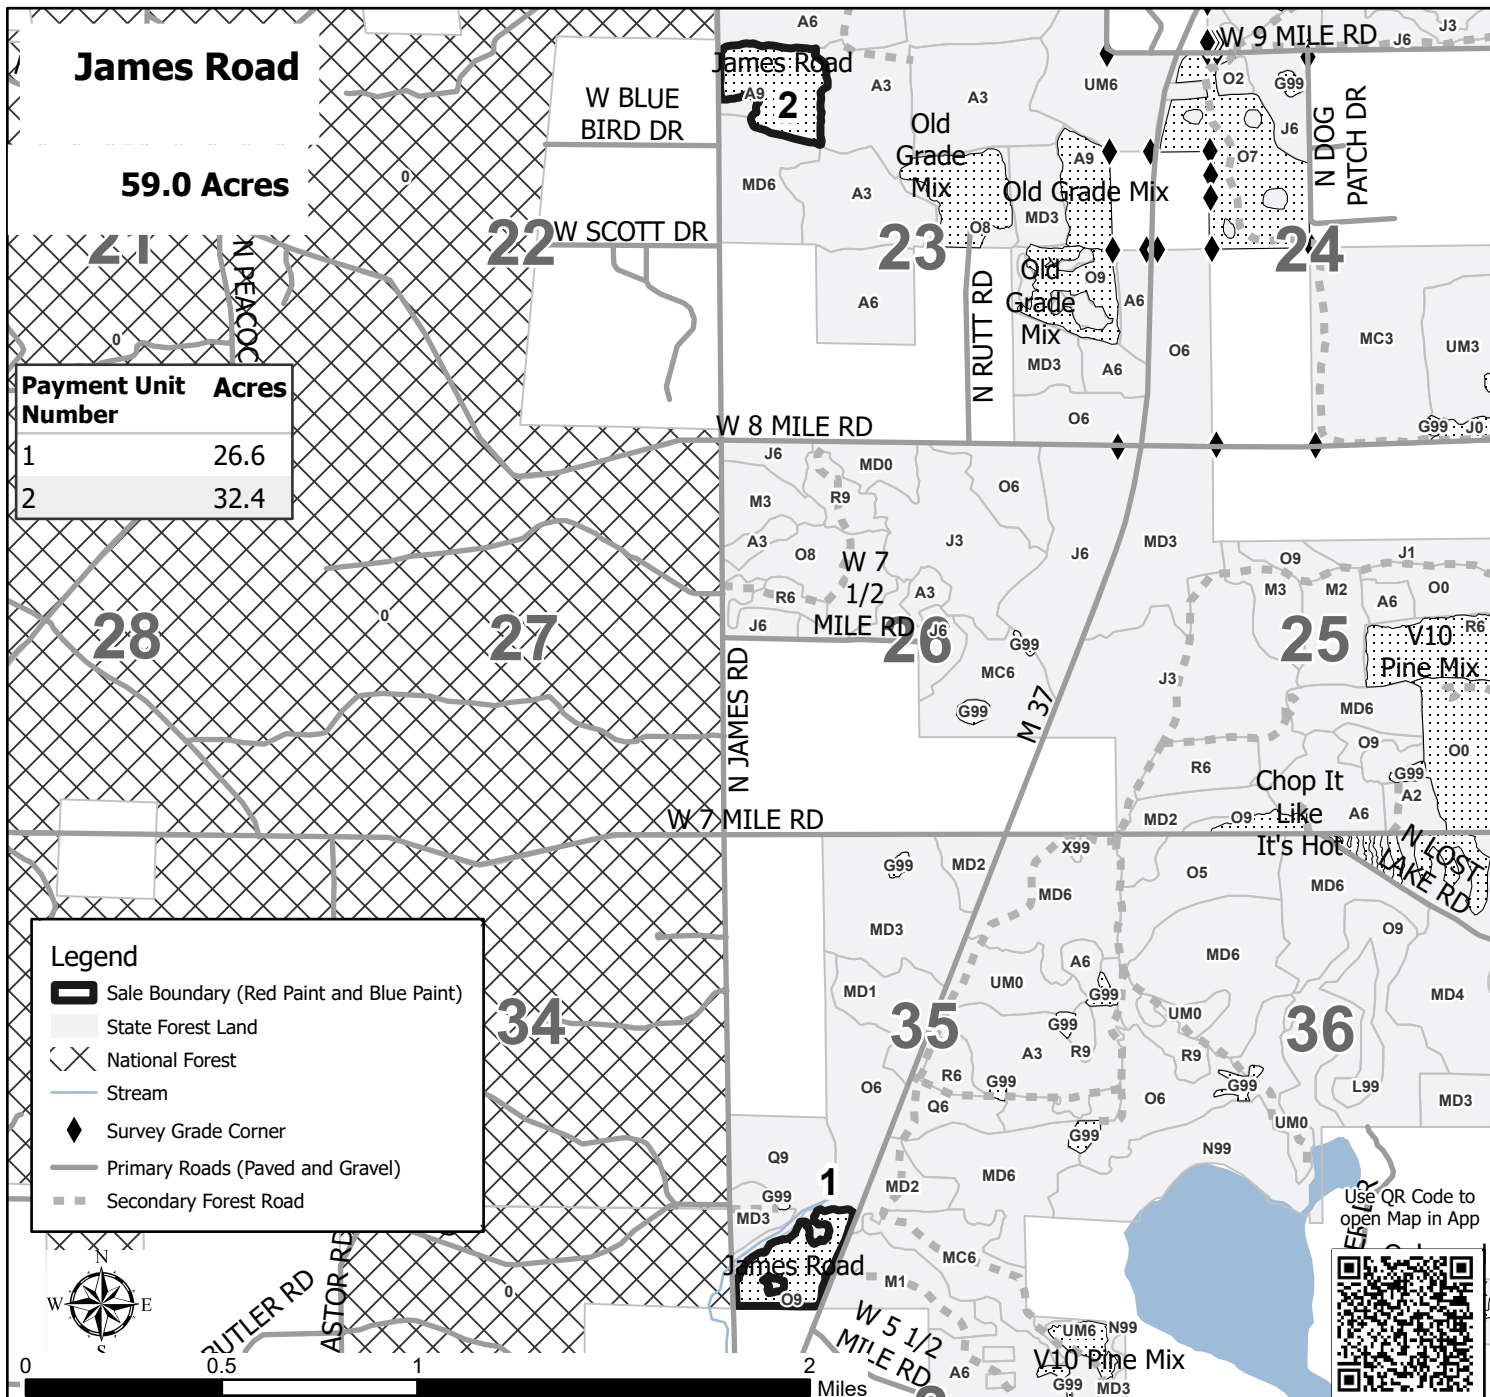 James Road
59.0 Acres
Payment Unit Number
Acres
1
26.6
2
32.4
Legend
Sale Boundary (Red Paint and Blue Paint)
State Forest Land
National Forest
Stream
Survey Grade Corner
Primary Roads (Paved and Gravel)
Secondary Forest Road
N
W
E
S
0
0.5
1
2
Miles
Use QR Code to
open Map in App
W BLUE
BIRD DR
W SCOTT DR
N PEACOC
21
22
23
24
0
0
A6
James Road
A9
2
A3
A3
UM6
W 9 MILE RD
J6
J3
O2
G99
J6
O7
N DOG
PATCH DR
Old
Grade
Mix
A9
Old Grade Mix
MD6
A3
O8
MD3
A6
Old
Grade
Mix
O9
A6
N RUTT RD
MD3
A6
O6
O6
MC3
UM3
G99
J0
W 8 MILE RD
J6
MD0
R9
M3
O6
A3
O8
J3
W 7
1/2
MILE RD
R6
A3
J6
J6
J6
MD3
26
G99
MC6
G99
N JAMES RD
M 37
J3
O9
J1
M3
M2
A6
O0
25
V10
Pine Mix
R6
MD6
O9
O0
G99
A2
R6
MD2
O9
A6
Chop It
Like
It's Hot
28
27
0
W 7 MILE RD
N LOST
LAKE RD
X99
G99
MD2
MD6
O5
MD6
MD3
O9
MD6
MD1
UM0
A6
G99
G99
UM0
MD4
34
35
36
A3
R9
R9
R6
G99
O6
Q6
O6
G99
L99
MD3
UM0
G99
N99
Q9
1
G99
MD3
MD2
MD6
James Road
O9
MC6
M1
W 5 1/2
MILE RD
A6
UM6
N99
V10 Pine Mix
G99
MD3
BUTLER RD
ASTOR RD
0